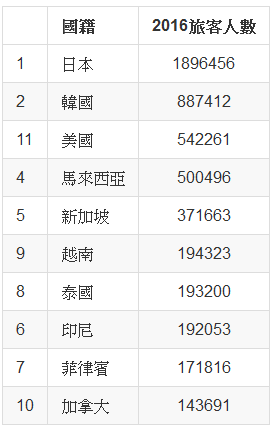 國籍 2016旅客人數
1 日本 1896456
2 韓國 887412
11 美國 542261
4 馬來西亞 500496
5 新加坡 371663
9 越南 194323
8 泰國 193200
6 印尼 192053
7 菲律賓 171816
10 加拿大 143691